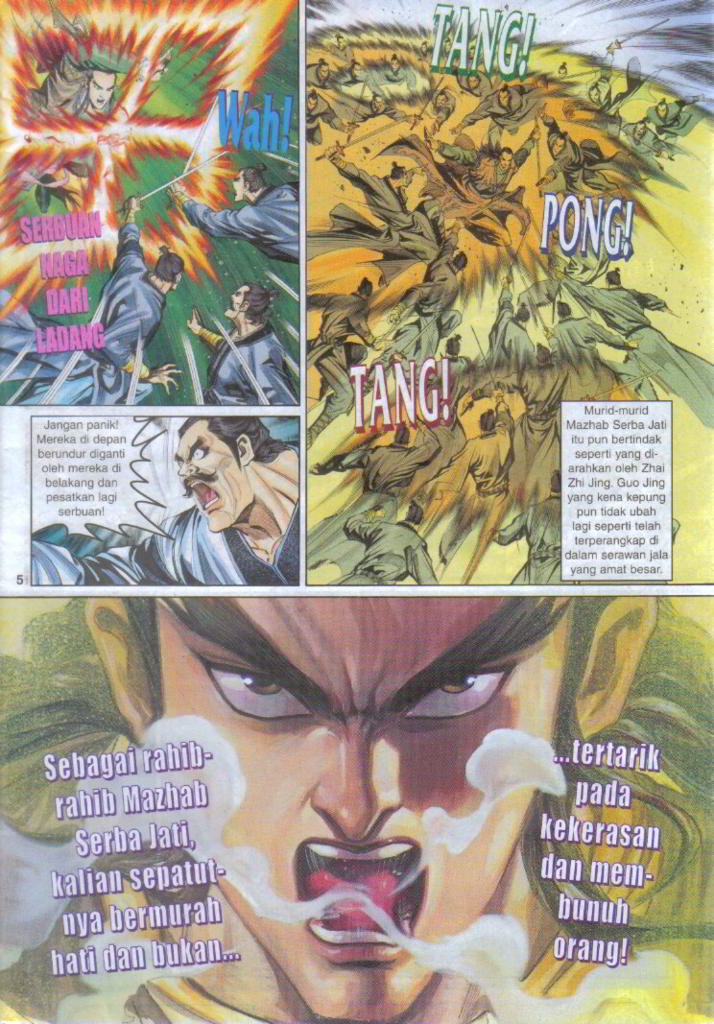 Wah!
SERBUAN
NAGA
DARI
LADANG
TANG!
PONG!
TANG!
Jangan panik!
Mereka di depan
berundur diganti
oleh mereka di
belakang dan
pesatkan lagi
serbuan!
Murid-murid
Mazhab Serba Jati
itu pun bertindak
seperti yang di-
arahkan oleh Zhai
Zhi Jing. Guo Jing
yang kena kepung
pun tidak ubah
lagi seperti telah
terperangkap di
dalam serawan jala
yang amat besar.
5
Sebagai rahib-
rahib Mazhab
Serba Jati,
kalian sepatut-
nya bermurah
hati dan bukan...
...tertarik
pada
kekerasan
dan mem-
bunuh
orang!